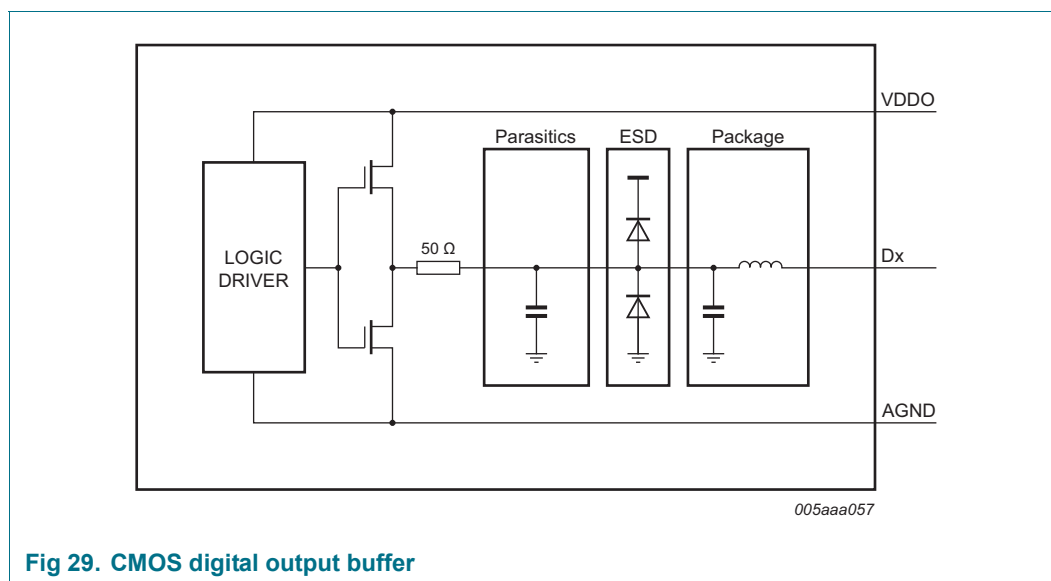 VDDO
Parasitics
ESD
Package
LOGIC
DRIVER
50 Ω
Dx
AGND
005aaa057
Fig 29. CMOS digital output buffer